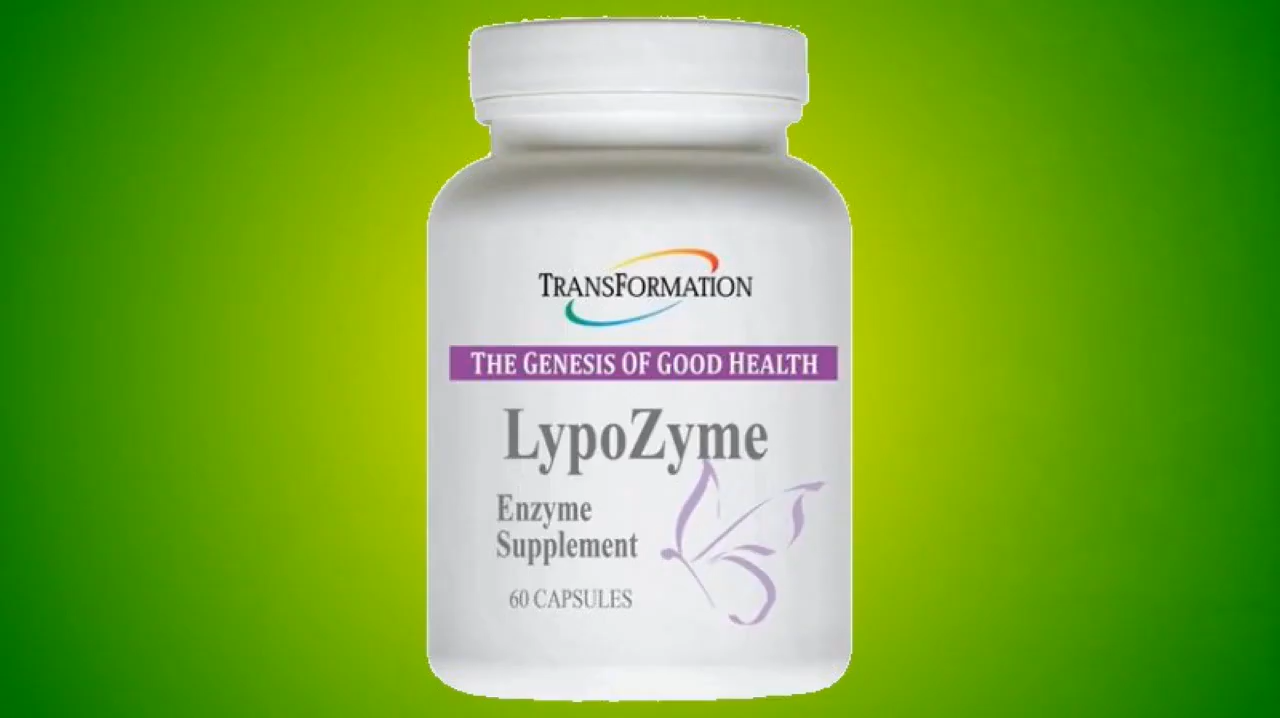 TRANSFORMATION
THE GENESIS OF GOOD HEALTH
LypoZyme
Enzyme
Supplement
60 CAPSULES